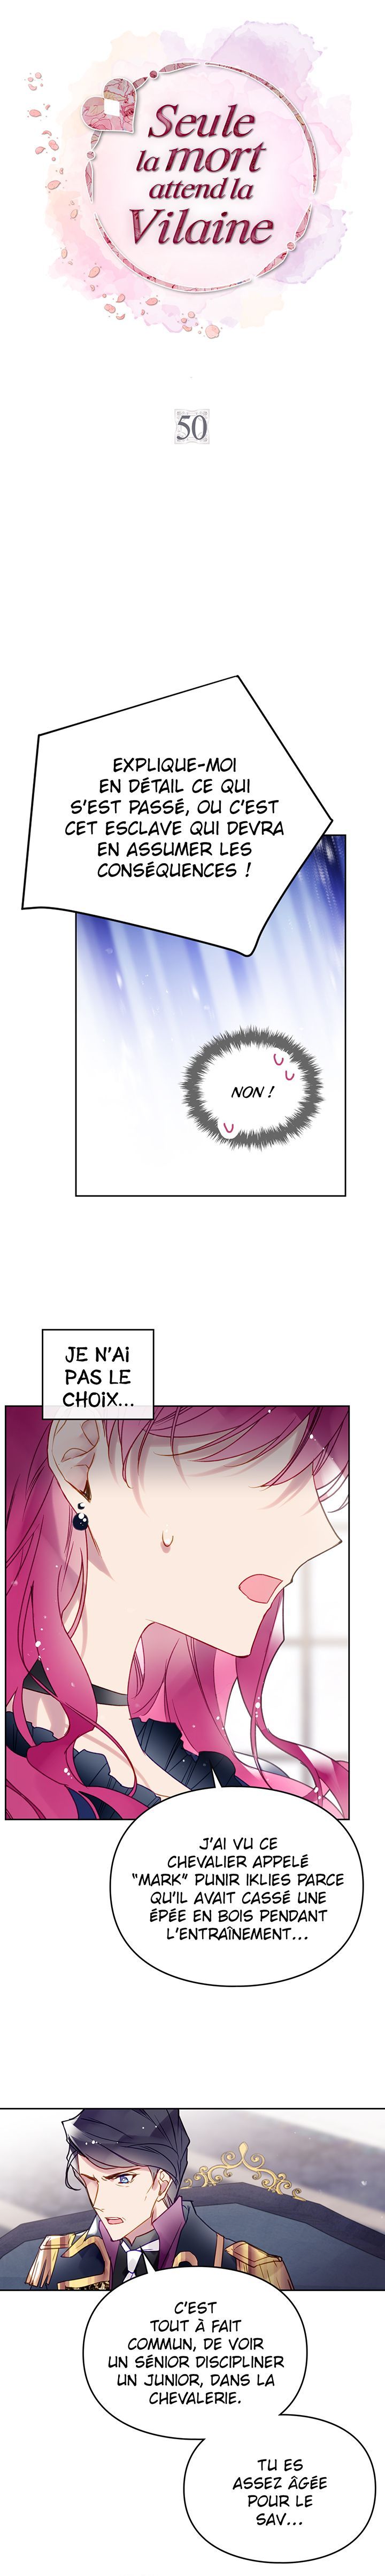 Seule
la mort
attend la
Vilaine
50
EXPLIQUE-MOI
EN DÉTAIL CE QUI
S'EST PASSÉ, OU C'EST
CET ESCLAVE QUI DEVRA
EN ASSUMER LES
CONSÉQUENCES !
NON !
JE N'AI
PAS LE
CHOIX...
J'AI VU CE
CHEVALIER APPELÉ
"MARK" PUNIR IKLIES PARCE
QU'IL AVAIT CASSÉ UNE
ÉPÉE EN BOIS PENDANT
L'ENTRAÎNEMENT...
C'EST
TOUT À FAIT
COMMUN, DE VOIR
UN SÉNIOR DISCIPLINER
UN JUNIOR, DANS LA
CHEVALERIE.
TU ES
ASSEZ ÂGÉE
POUR LE
SAV...